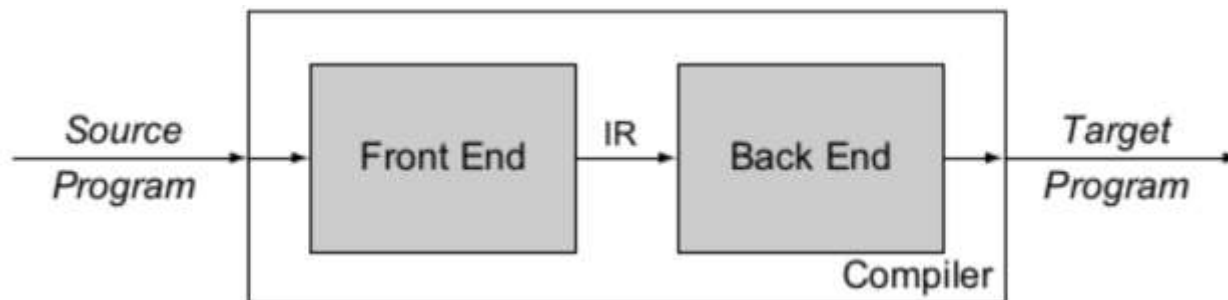 Source
Program
Front End
IR
Back End
Target
Program
Compiler